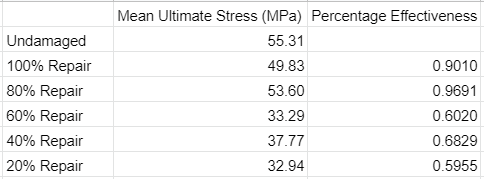 Mean Ultimate Stress (MPa) Percentage Effectiveness
Undamaged 55.31
100% Repair 49.83 0.9010
80% Repair 53.60 0.9691
60% Repair 33.29 0.6020
40% Repair 37.77 0.6829
20% Repair 32.94 0.5955